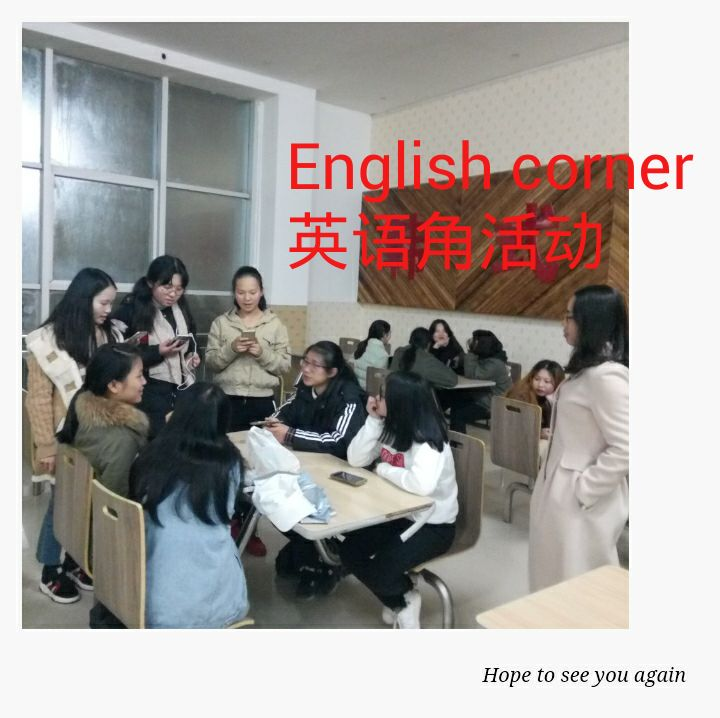 English corner
英语角活动
Hope to see you again